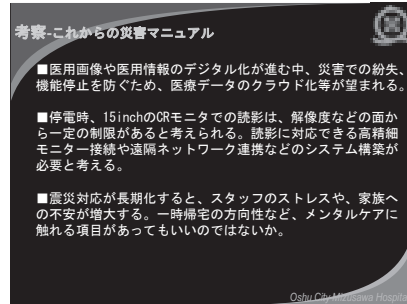 考察-これからの災害マニュアル
■医用画像や医用情報のデジタル化が進む中、災害での紛失、
機能停止を防ぐため、医療データのクラウド化等が望まれる。
■停電時、15inchのCRモニタでの読影は、解像度などの面か
ら一定の制限があると考えられる。読影に対応できる高精細
モニター接続や遠隔ネットワーク連携などのシステム構築が
必要と考える。
■震災対応が長期化すると、スタッフのストレスや、家族へ
の不安が増大する。一時帰宅の方向性など、メンタルケアに
触れる項目があってもいいのではないか。
Oshu City Mizusawa Hospital